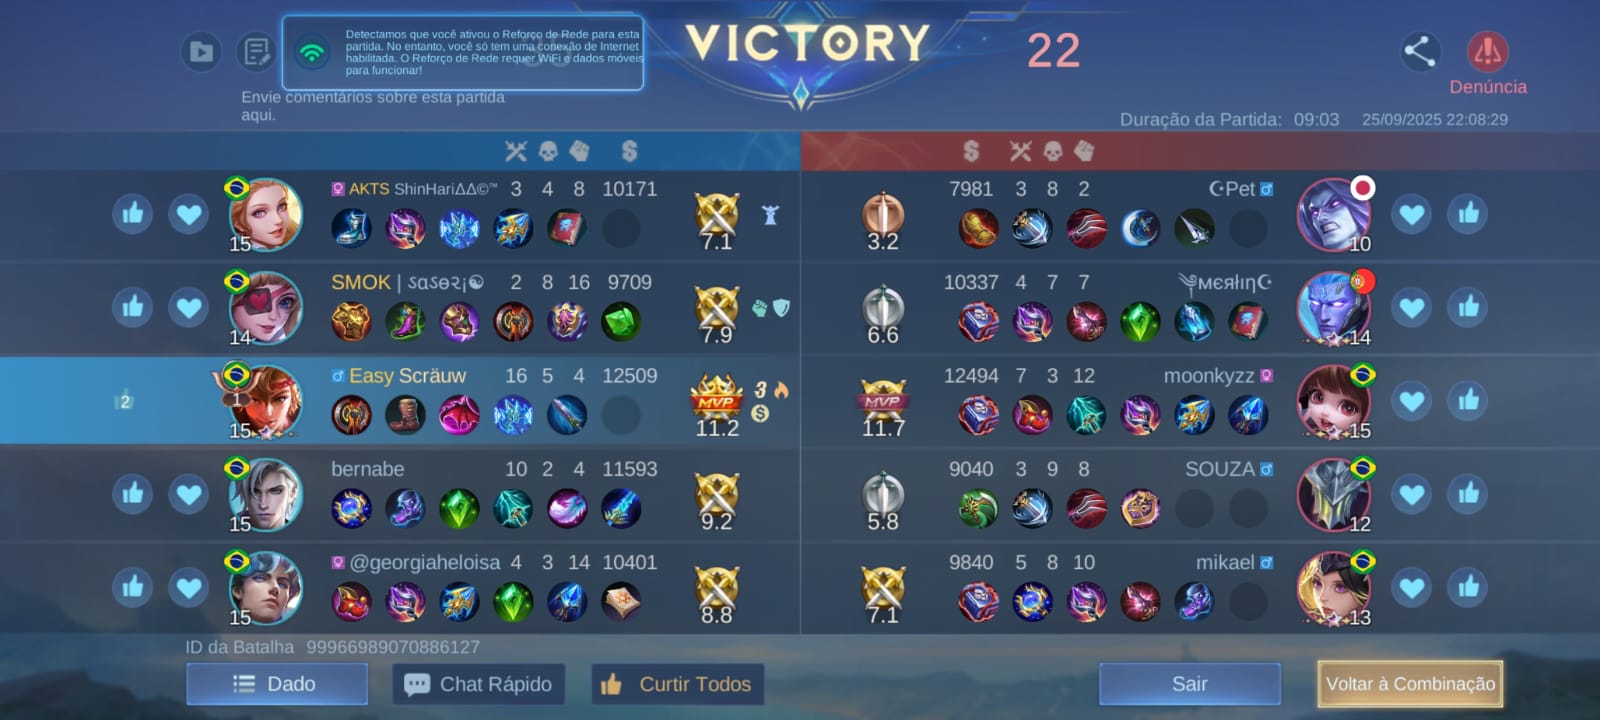 Detectamos que você ativou o Reforço de Rede para esta
partida. No entanto, você só tem uma conexão de Internet
habilitada. O Reforço de Rede requer WiFi e dados móveis
para funcionar!
VICTORY
22
Denúncia
Envie comentários sobre esta partida
aqui.
Duração da Partida: 09:03 25/09/2025 22:08:29
15 AKTS ShinHariΔΔ©™ 3 4 8 10171 7.1
3.2 7981 3 8 2 ☪Pet 10
14 SMOK 2 8 16 9709 7.9
6.6 10337 4 7 7 14
2 1 15 Easy Scräuw 16 5 4 12509 MVP 11.2 3
MVP 11.7 12494 7 3 12 moonkyzz 15
15 bernabe 10 2 4 11593 9.2
5.8 9040 3 9 8 SOUZA 12
15 @georgiaheloisa 4 3 14 10401 8.8
7.1 9840 5 8 10 mikael 13
ID da Batalha 99966989070886127
Dado
Chat Rápido
Curtir Todos
Sair
Voltar à Combinação